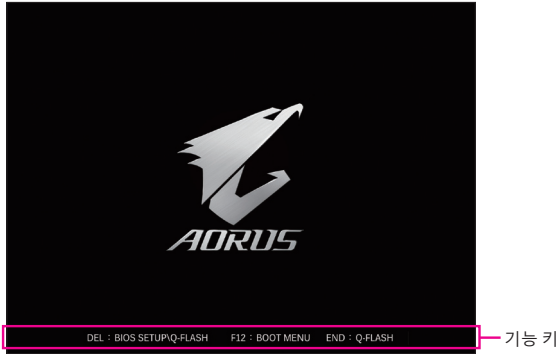 AORUS
DEL : BIOS SETUP\Q-FLASH F12 : BOOT MENU END : Q-FLASH
기능 키